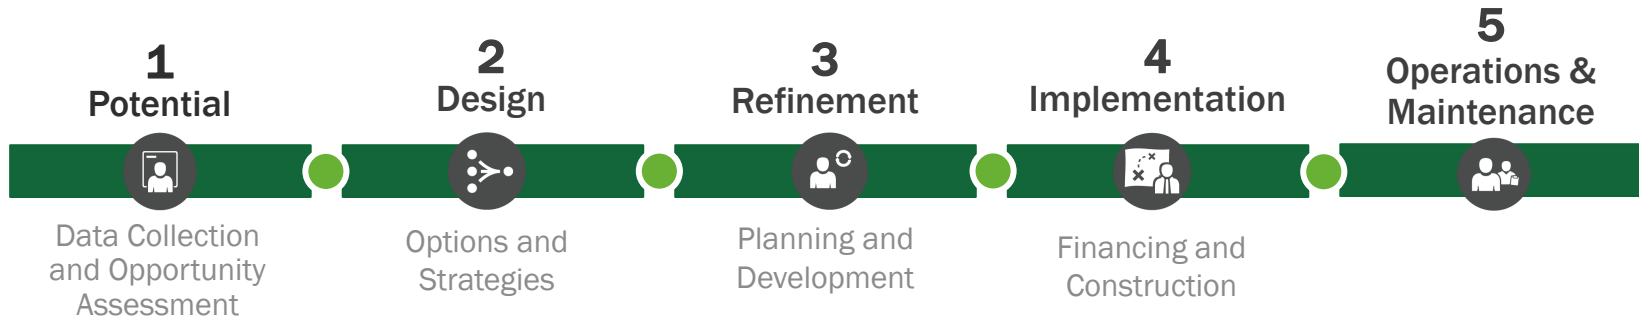 1
Potential
Data Collection
and Opportunity
Assessment
2
Design
Options and
Strategies
3
Refinement
Planning and
Development
4
Implementation
Financing and
Construction
5
Operations &
Maintenance